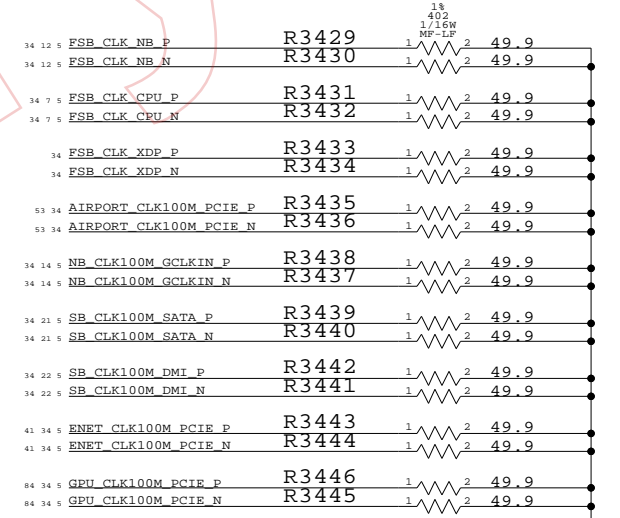 1%
402
1/16W
MF-LF
34 12 5 FSB_CLK_NB_P R3429 1 2 49.9
34 12 5 FSB_CLK_NB_N R3430 1 2 49.9
34 7 5 FSB_CLK_CPU_P R3431 1 2 49.9
34 7 5 FSB_CLK_CPU_N R3432 1 2 49.9
34 FSB_CLK_XDP_P R3433 1 2 49.9
34 FSB_CLK_XDP_N R3434 1 2 49.9
53 34 AIRPORT_CLK100M_PCIE_P R3435 1 2 49.9
53 34 AIRPORT_CLK100M_PCIE_N R3436 1 2 49.9
34 14 5 NB_CLK100M_GCLKIN_P R3438 1 2 49.9
34 14 5 NB_CLK100M_GCLKIN_N R3437 1 2 49.9
34 21 5 SB_CLK100M_SATA_P R3439 1 2 49.9
34 21 5 SB_CLK100M_SATA_N R3440 1 2 49.9
34 22 5 SB_CLK100M_DMI_P R3442 1 2 49.9
34 22 5 SB_CLK100M_DMI_N R3441 1 2 49.9
41 34 5 ENET_CLK100M_PCIE_P R3443 1 2 49.9
41 34 5 ENET_CLK100M_PCIE_N R3444 1 2 49.9
84 34 5 GPU_CLK100M_PCIE_P R3446 1 2 49.9
84 34 5 GPU_CLK100M_PCIE_N R3445 1 2 49.9